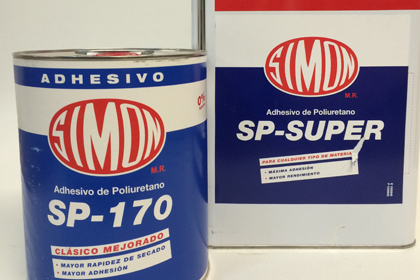 ADHESIVO
SIMON
M.R.
Adhesivo de Poliuretano
SP-170
CLÁSICO MEJORADO
• MAYOR RAPIDEZ DE SECADO
• MAYOR ADHESIÓN
0%
SIMON
M.R.
Adhesivo de Poliuretano
SP-SUPER
PARA CUALQUIER TIPO DE MATERIAL
• MÁXIMA ADHESIÓN
• MAYOR RENDIMIENTO